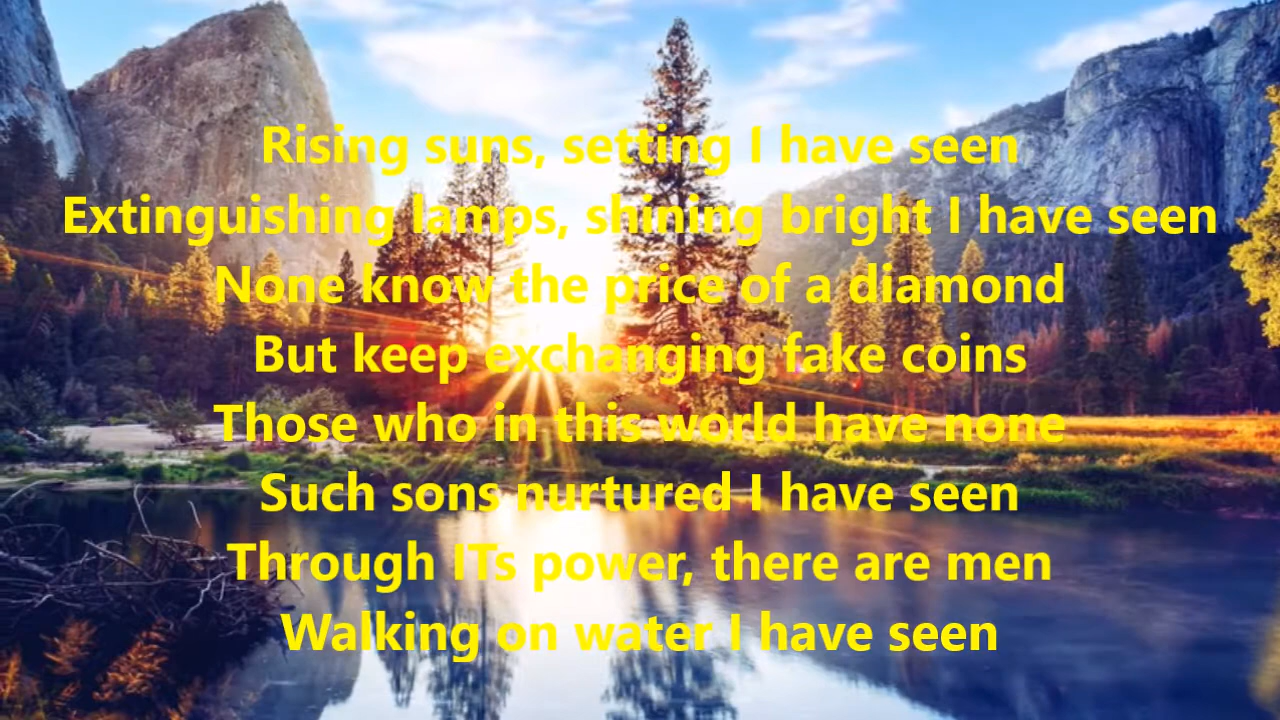 Rising suns, setting I have seen
Extinguishing lamps, shining bright I have seen
None know the price of a diamond
But keep exchanging fake coins
Those who in this world have none
Such sons nurtured I have seen
Through ITs power, there are men
Walking on water I have seen